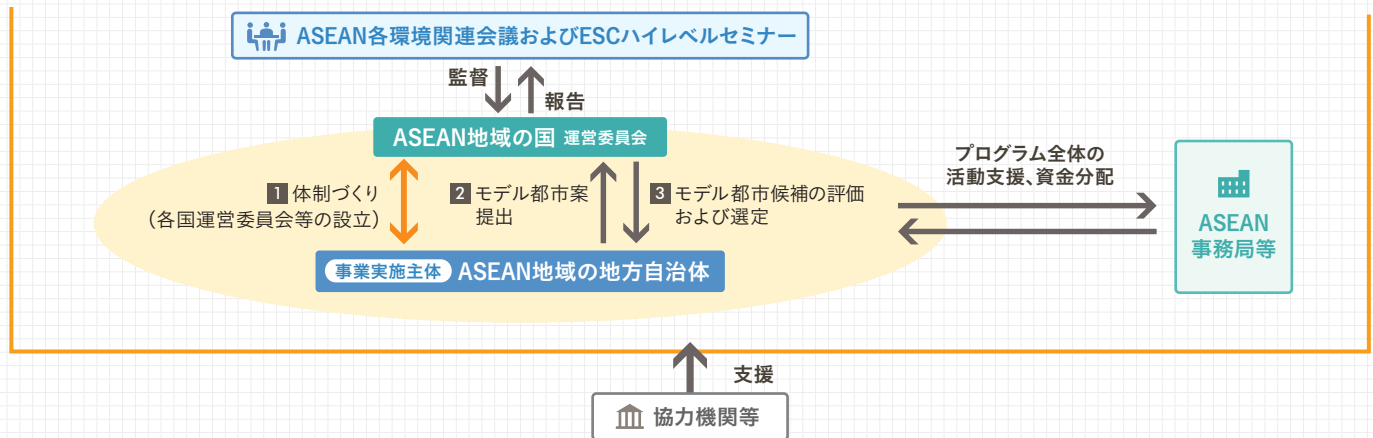 ASEAN各環境関連会議およびESCハイレベルセミナー
監督
報告
ASEAN地域の国 運営委員会
1 体制づくり
(各国運営委員会等の設立)
2 モデル都市案
提出
3 モデル都市候補の評価
および選定
事業実施主体 ASEAN地域の地方自治体
プログラム全体の
活動支援、資金分配
ASEAN
事務局等
支援
協力機関等